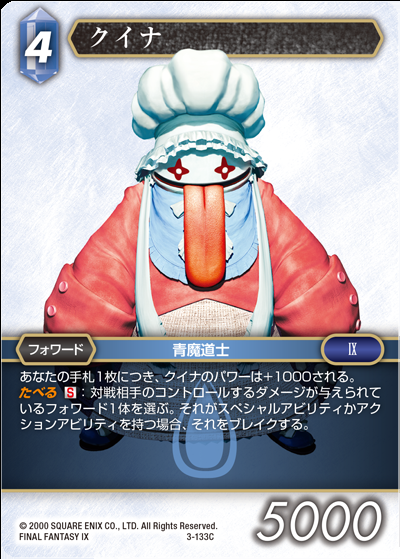 4
クイナ
フォワード
青魔道士
IX
あなたの手札1枚につき、クイナのパワーは+1000される。
たべる S:対戦相手のコントロールするダメージが与えられて
いるフォワード1体を選ぶ。それがスペシャルアビリティかア
クションアビリティを持つ場合、それをブレイクする。
© 2000 SQUARE ENIX CO., LTD. All Rights Reserved.
FINAL FANTASY IX
3-133C
5000